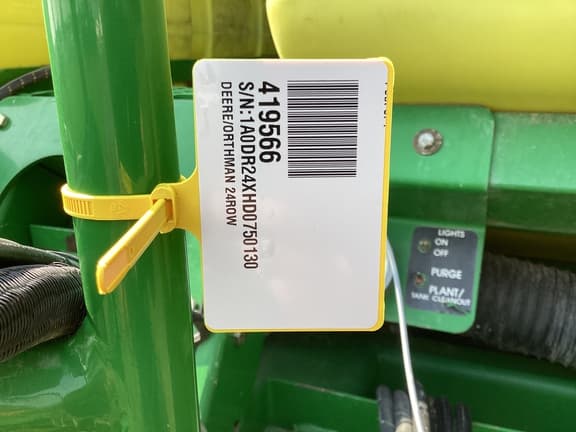 419566
S/N:1A0DR24XHD0750130
DEERE/ORTHMAN 24ROW
LIGHTS
ON
OFF
PURGE
PLANT/
TANK CLEANOUT